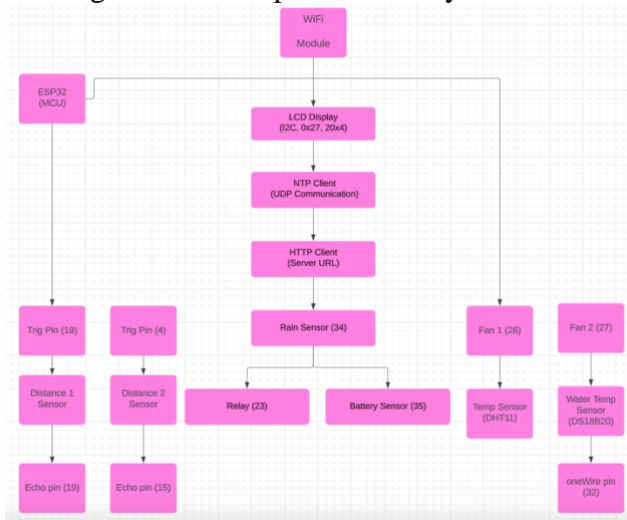 WiFi
Module
ESP32
(MCU)
LCD Display
(I2C, 0x27, 20x4)
NTP Client
(UDP Communication)
HTTP Client
(Server URL)
Trig Pin (18)
Trig Pin (4)
Rain Sensor (34)
Fan 1 (26)
Fan 2 (27)
Distance 1
Sensor
Distance 2
Sensor
Relay (23)
Battery Sensor (35)
Temp Sensor
(DHT11)
Water Temp
Sensor
(DS18B20)
Echo pin (19)
Echo pin (15)
oneWire pin
(32)